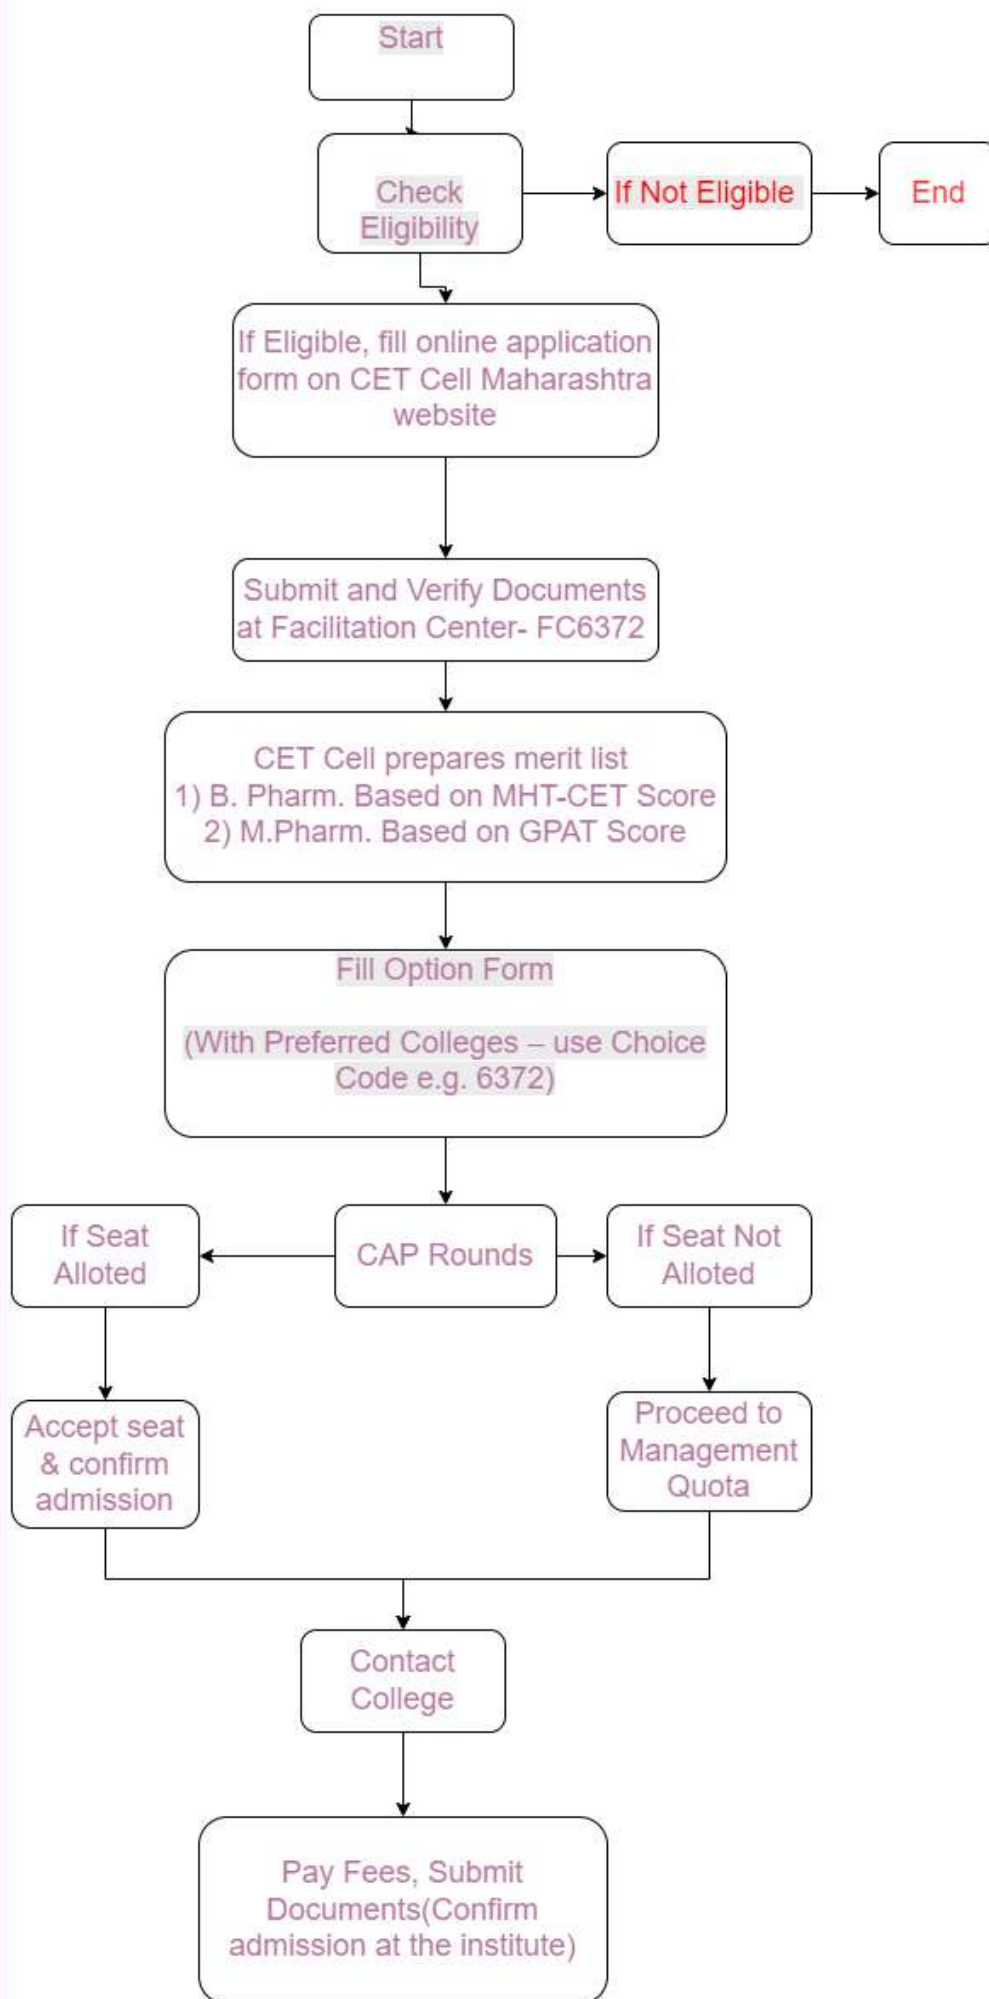 Start
Check
Eligibility
If Not Eligible
End
If Eligible, fill online application
form on CET Cell Maharashtra
website
Submit and Verify Documents
at Facilitation Center- FC6372
CET Cell prepares merit list
1) B. Pharm. Based on MHT-CET Score
2) M.Pharm. Based on GPAT Score
Fill Option Form
(With Preferred Colleges – use Choice
Code e.g. 6372)
If Seat
Alloted
CAP Rounds
If Seat Not
Alloted
Accept seat
& confirm
admission
Proceed to
Management
Quota
Contact
College
Pay Fees, Submit
Documents(Confirm
admission at the institute)